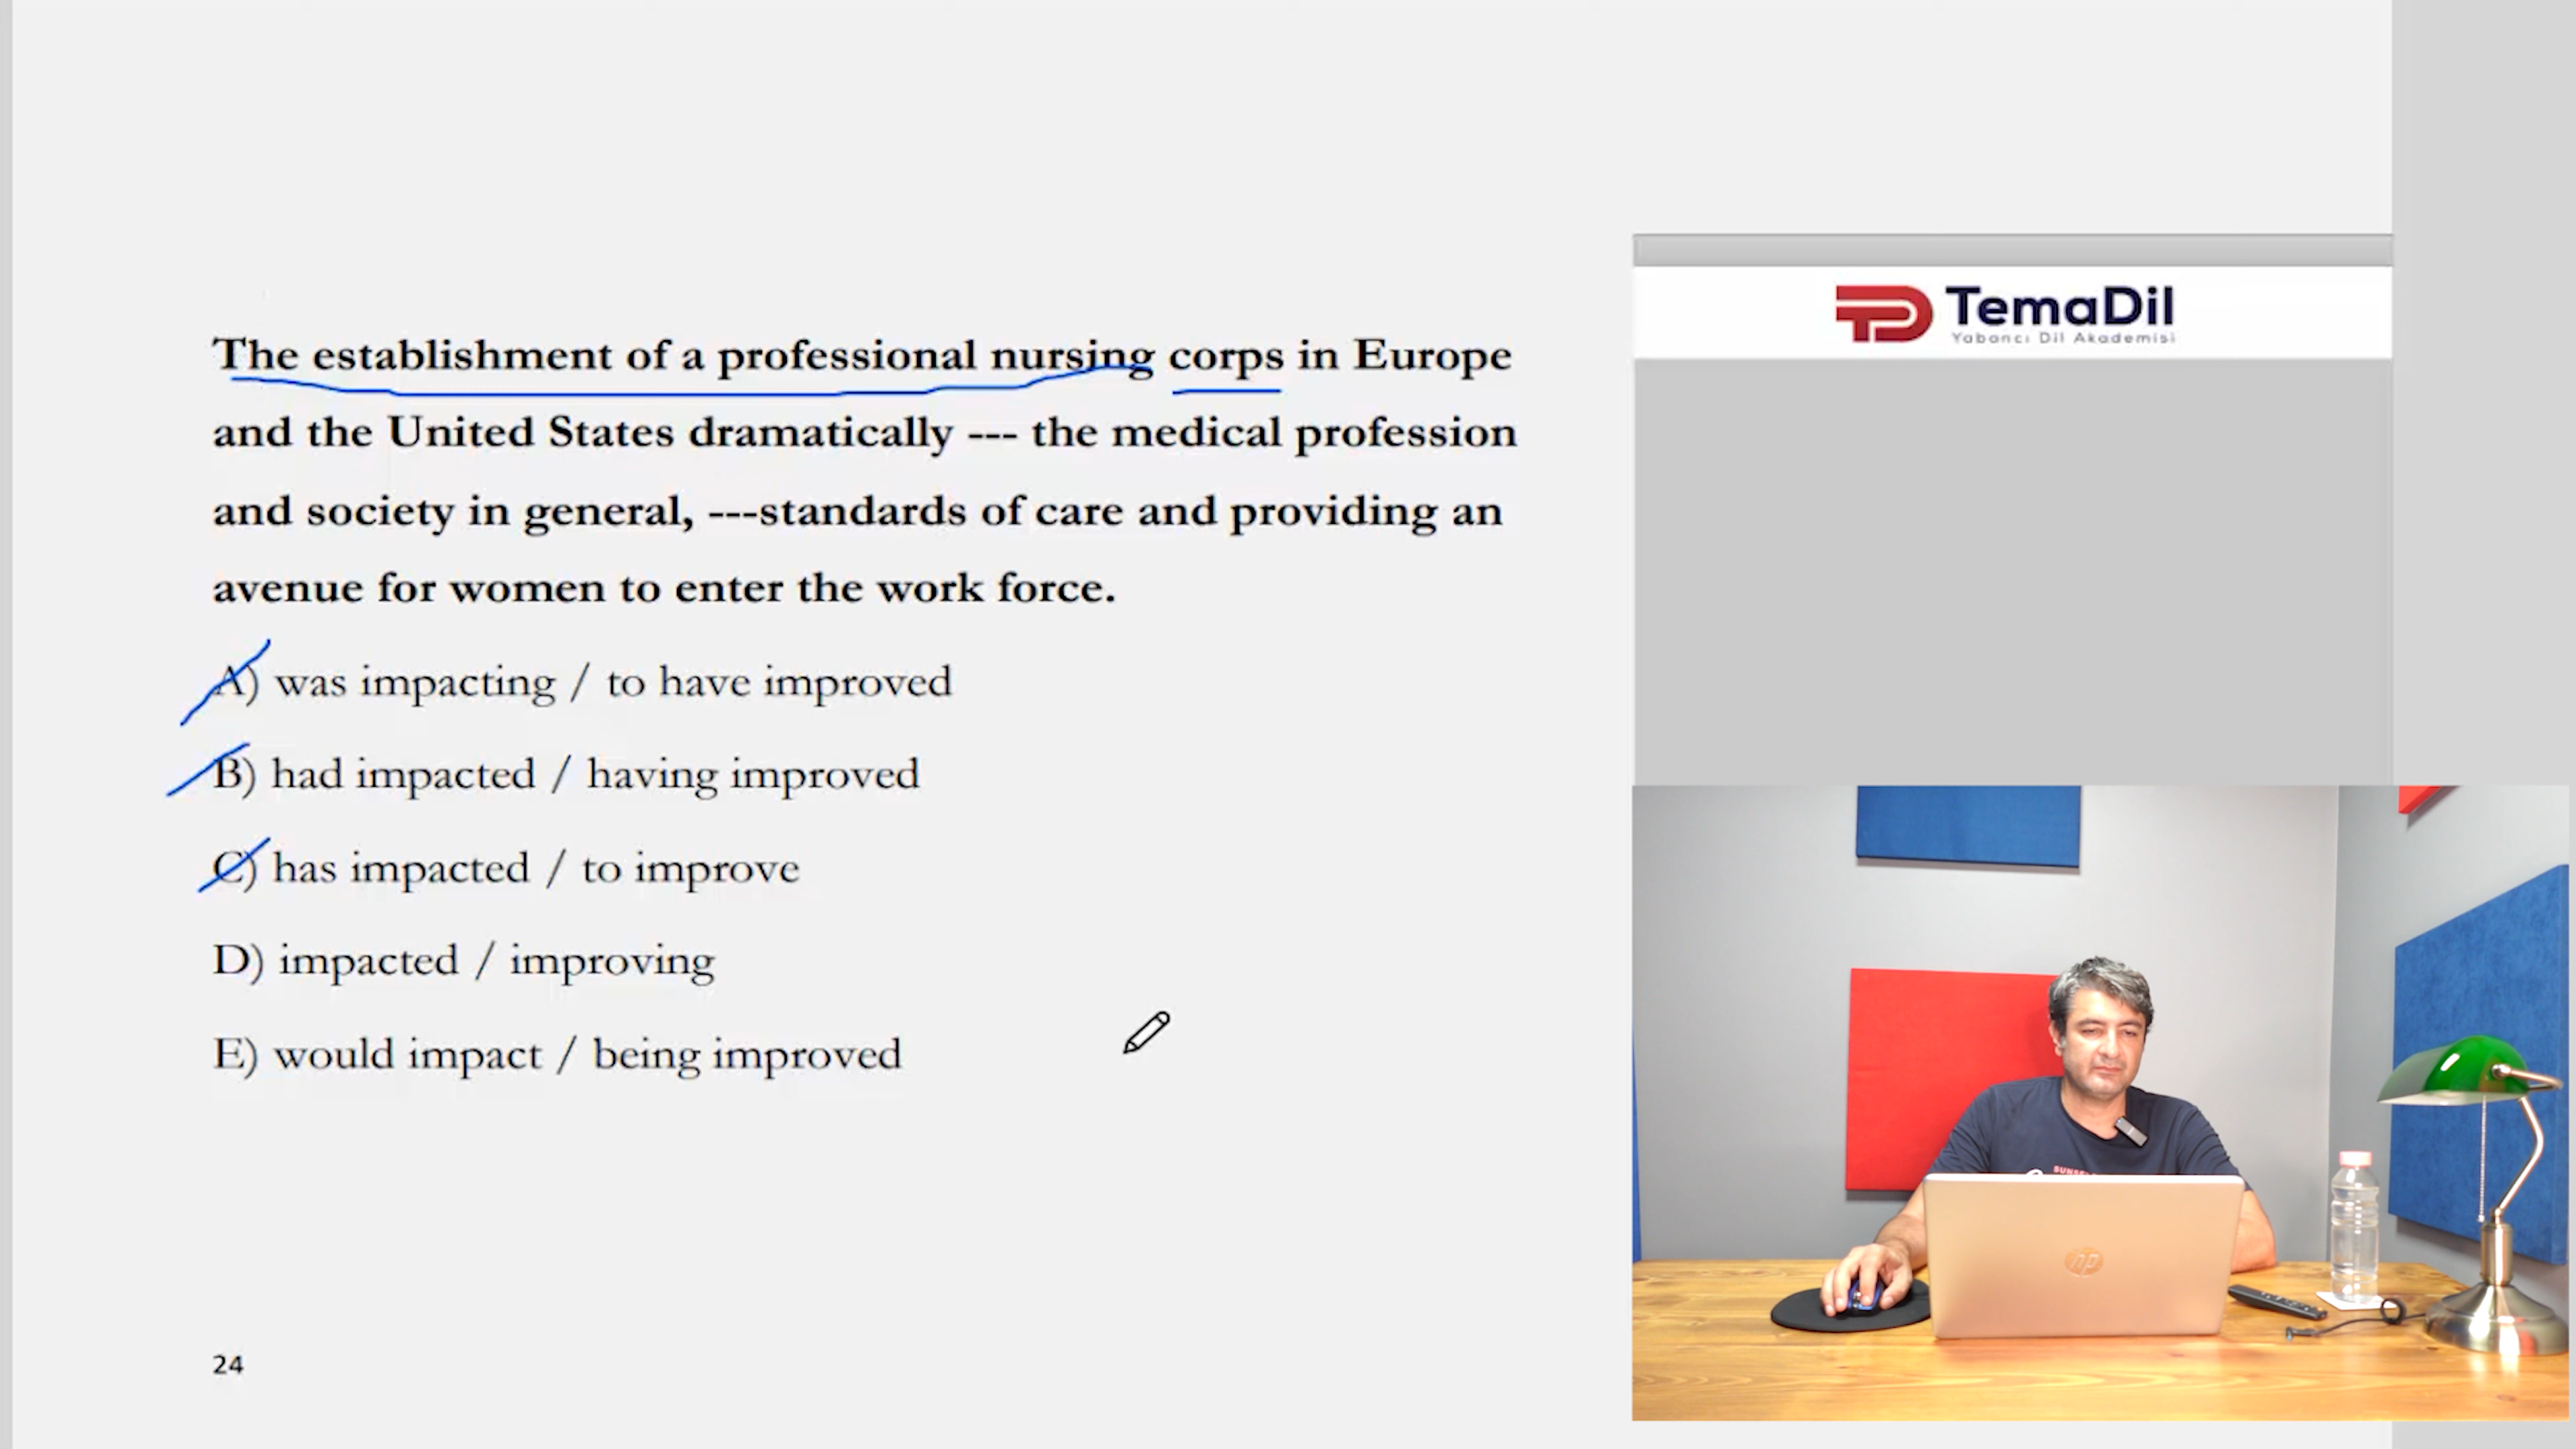 TemaDil
Yabancı Dil Akademisi
The establishment of a professional nursing corps in Europe
and the United States dramatically --- the medical profession
and society in general, ---standards of care and providing an
avenue for women to enter the work force.
A) was impacting / to have improved
B) had impacted / having improved
C) has impacted / to improve
D) impacted / improving
E) would impact / being improved
hp
24